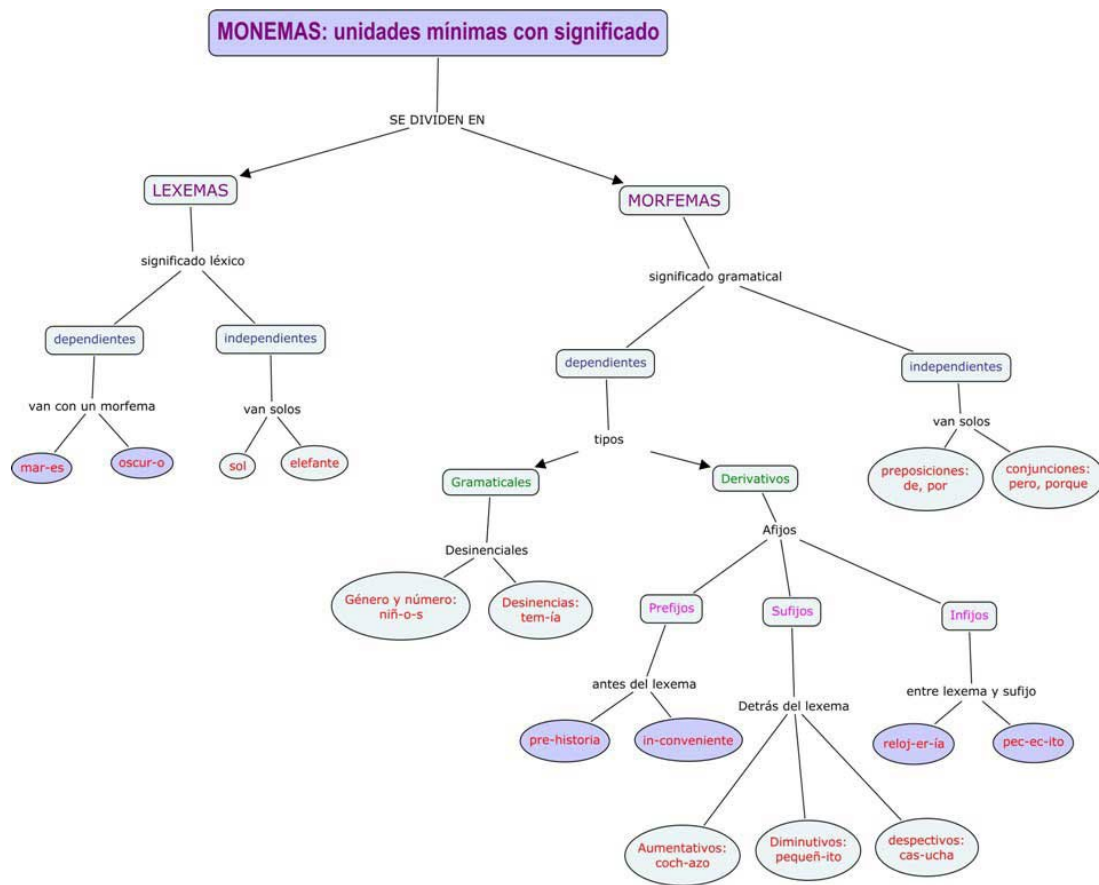 MONEMAS: unidades mínimas con significado
SE DIVIDEN EN
LEXEMAS
MORFEMAS
significado léxico
significado gramatical
dependientes
independientes
dependientes
independientes
van con un morfema
van solos
tipos
van solos
mar-es
oscur-o
sol
elefante
preposiciones:
de, por
conjunciones:
pero, porque
Gramaticales
Derivativos
Desinenciales
Afijos
Género y número:
niñ-o-s
Desinencias:
tem-ía
Prefijos
Sufijos
Infijos
antes del lexema
Detrás del lexema
entre lexema y sufijo
pre-historia
in-conveniente
reloj-er-ía
pec-ec-ito
Aumentativos:
coch-azo
Diminutivos:
pequeñ-ito
despectivos:
cas-ucha